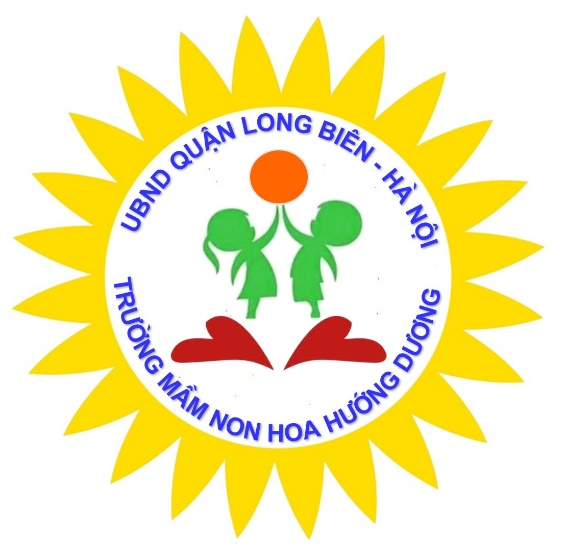 UBND QUẬN LONG BIÊN - HÀ NỘI
TRƯỜNG MẦM NON HOA HƯỚNG DƯƠNG